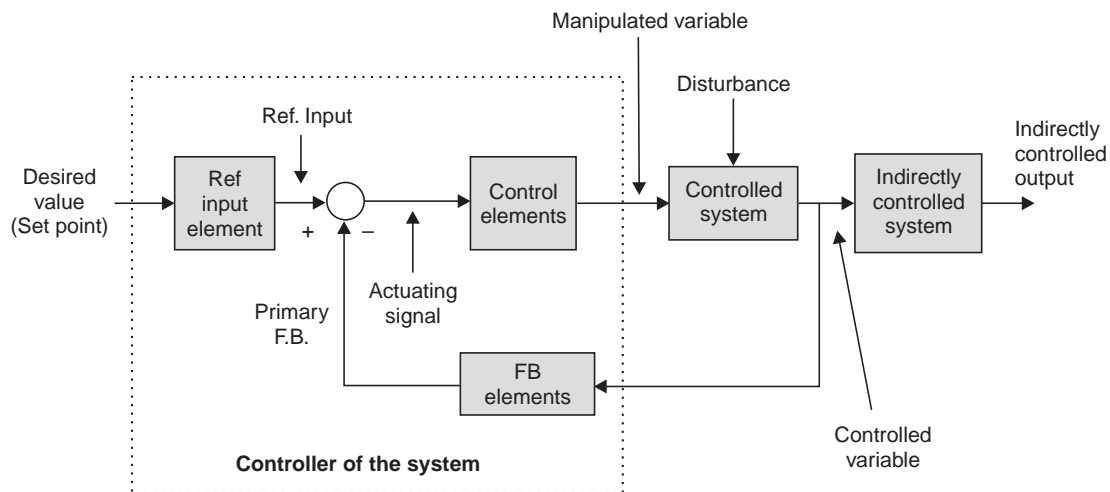 Manipulated variable
Disturbance
Ref. Input
Indirectly
controlled
output
Desired
value
(Set point)
Ref
input
element
+
–
Control
elements
Controlled
system
Indirectly
controlled
system
Actuating
signal
Primary
F.B.
FB
elements
Controlled
variable
Controller of the system